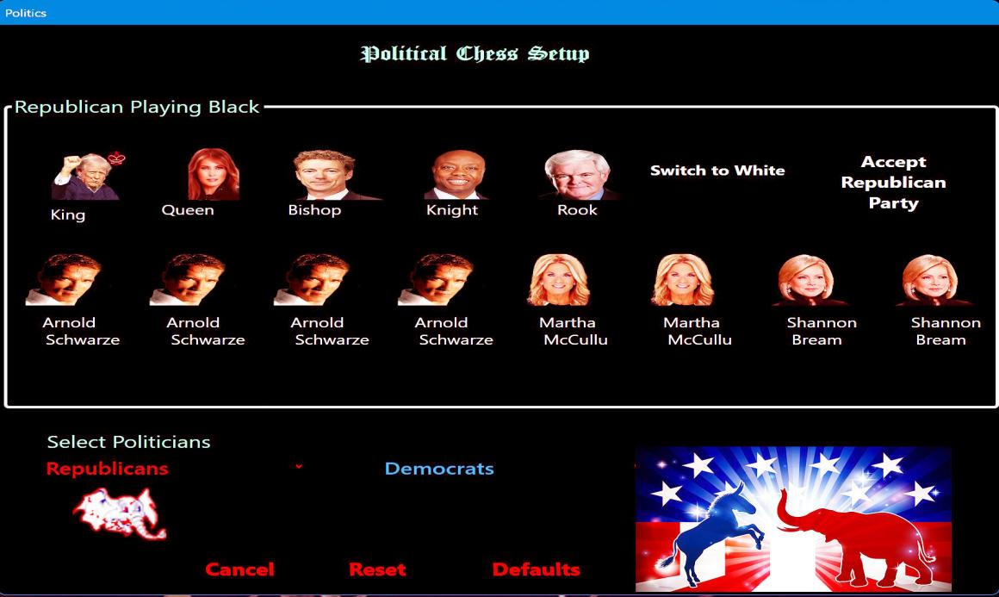 Politics
Political Chess Setup
Republican Playing Black
King
Queen
Bishop
Knight
Rook
Switch to White
Accept
Republican
Party
Arnold
Schwarze
Arnold
Schwarze
Arnold
Schwarze
Arnold
Schwarze
Martha
McCullu
Martha
McCullu
Shannon
Bream
Shannon
Bream
Select Politicians
Republicans
Democrats
Cancel
Reset
Defaults